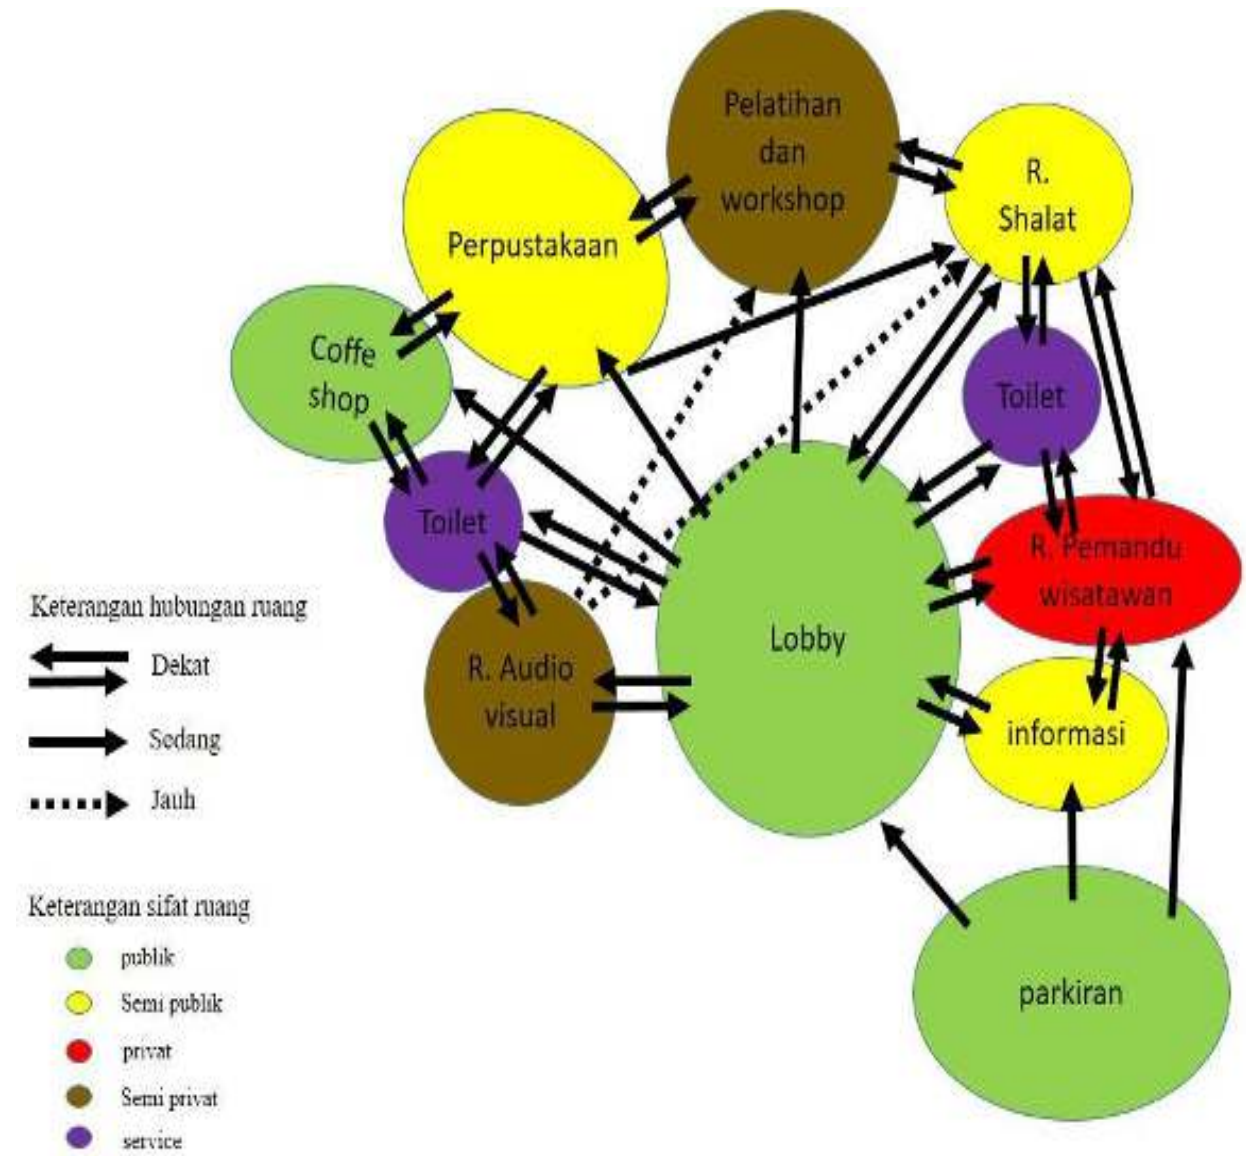 Pelatihan
dan
workshop
R.
Shalat
Perpustakaan
Coffe
shop
Toilet
Toilet
R. Pemandu
wisatawan
Lobby
R. Audio
visual
informasi
parkiran
Keterangan hubungan ruang
Dekat
Sedang
Jauh
Keterangan sifat ruang
publik
Semi publik
privat
Semi privat
service